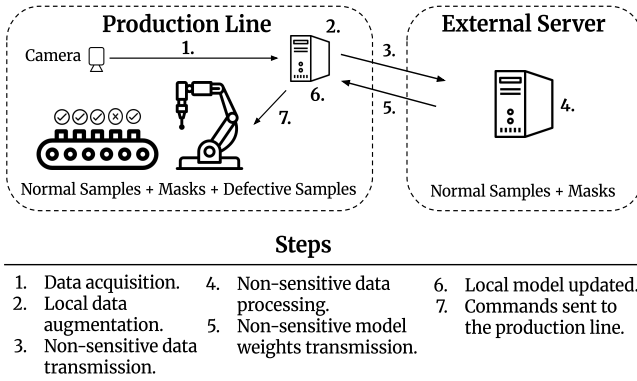 Production Line
External Server
Camera
1.
2.
3.
4.
5.
6.
7.
Normal Samples + Masks + Defective Samples
Normal Samples + Masks
Steps
1. Data acquisition.
2. Local data
augmentation.
3. Non-sensitive data
transmission.
4. Non-sensitive data
processing.
5. Non-sensitive model
weights transmission.
6. Local model updated.
7. Commands sent to
the production line.